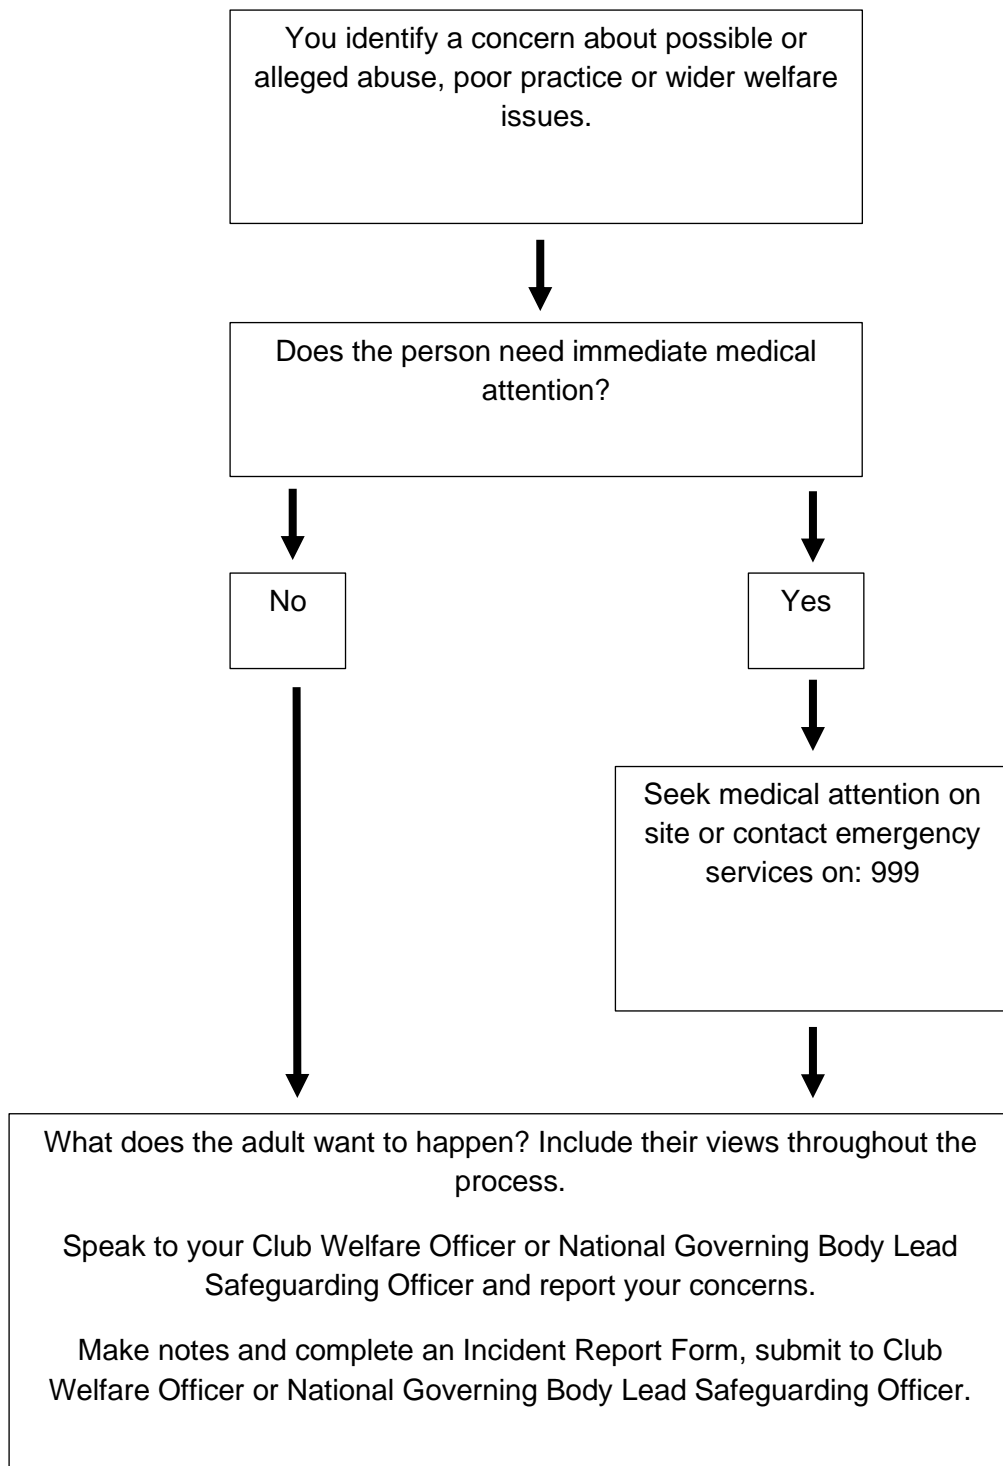 You identify a concern about possible or
alleged abuse, poor practice or wider welfare
issues.
Does the person need immediate medical
attention?
No
Yes
Seek medical attention on
site or contact emergency
services on: 999
What does the adult want to happen? Include their views throughout the
process.
Speak to your Club Welfare Officer or National Governing Body Lead
Safeguarding Officer and report your concerns.
Make notes and complete an Incident Report Form, submit to Club
Welfare Officer or National Governing Body Lead Safeguarding Officer.